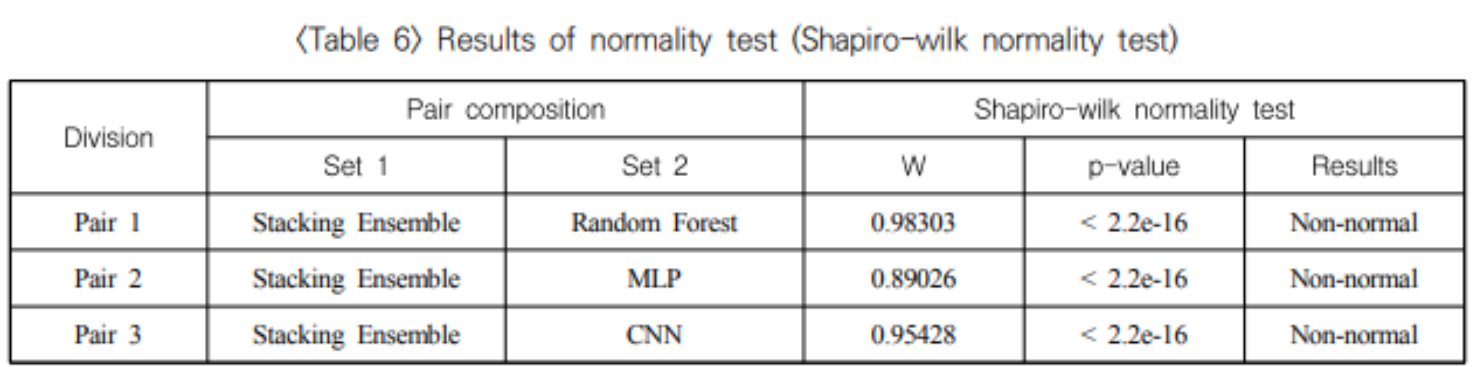 〈Table 6〉 Results of normality test (Shapiro-wilk normality test)
Division Pair composition Shapiro-wilk normality test
Set 1 Set 2 W p-value Results
Pair 1 Stacking Ensemble Random Forest 0.98303 < 2.2e-16 Non-normal
Pair 2 Stacking Ensemble MLP 0.89026 < 2.2e-16 Non-normal
Pair 3 Stacking Ensemble CNN 0.95428 < 2.2e-16 Non-normal